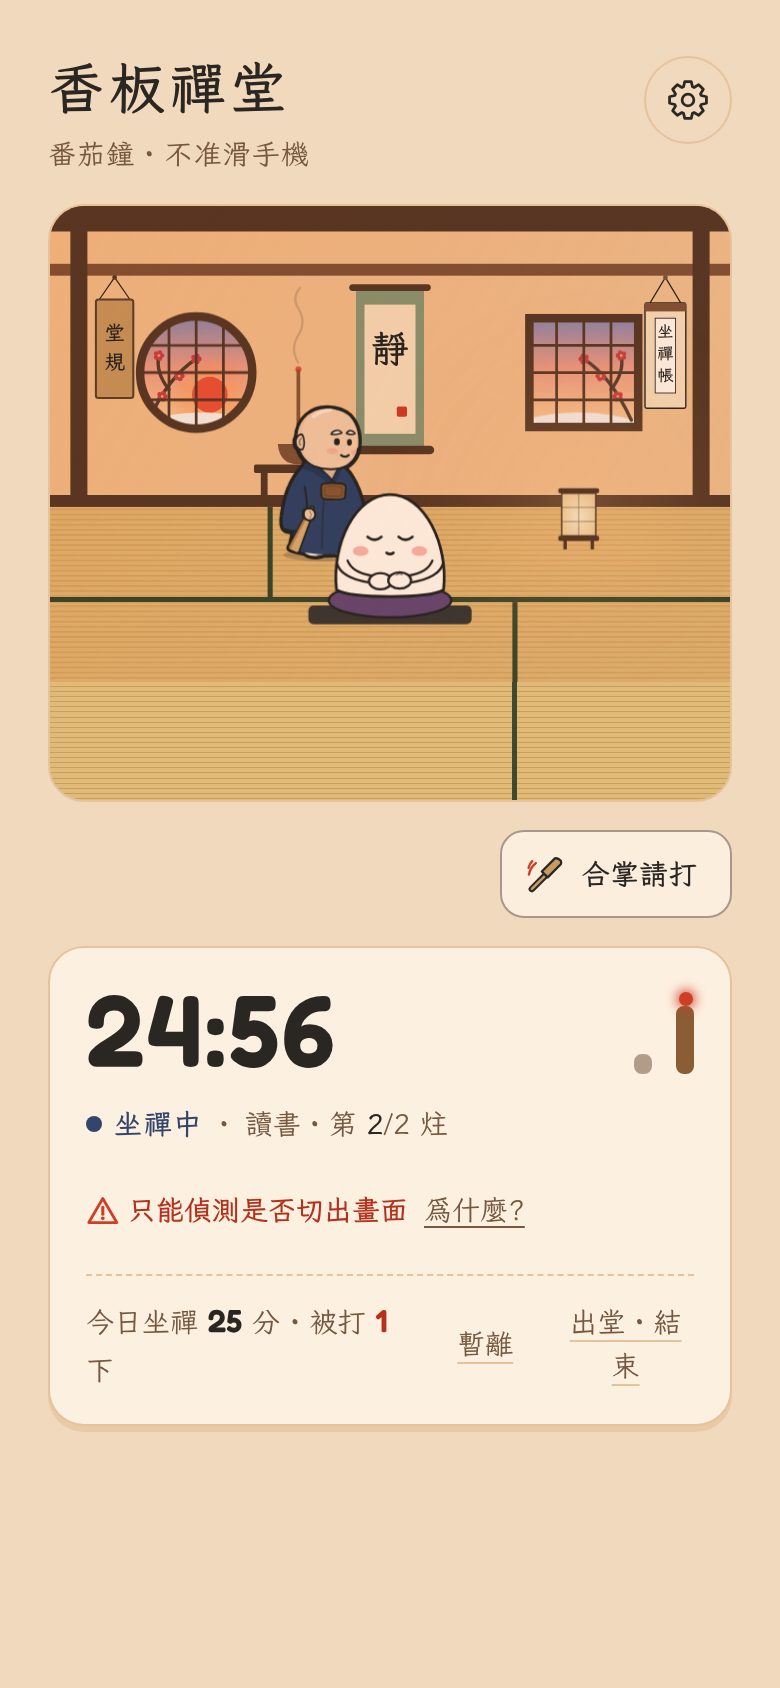 香板禪堂
番茄鐘・不准滑手機
堂規
靜
坐禪帳
合掌請打
24:56
坐禪中・讀書・第 2/2 炷
只能偵測是否切出畫面 為什麼?
今日坐禪 25 分・被打 1
下
暫離
出堂・結
束